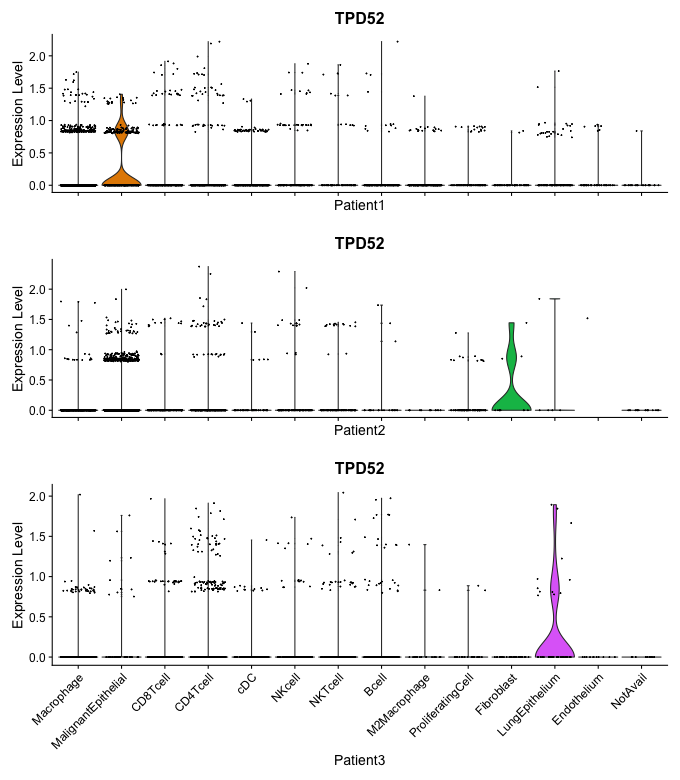 TPD52
Expression Level
2.0
1.5
1.0
0.5
0.0
Patient1
TPD52
Expression Level
2.0
1.5
1.0
0.5
0.0
Patient2
TPD52
Expression Level
2.0
1.5
1.0
0.5
0.0
Macrophage
MalignantEpithelial
CD8Tcell
CD4Tcell
cDC
NKcell
NKTcell
Bcell
M2Macrophage
ProliferatingCell
Fibroblast
LungEpithelium
Endothelium
NotAvail
Patient3